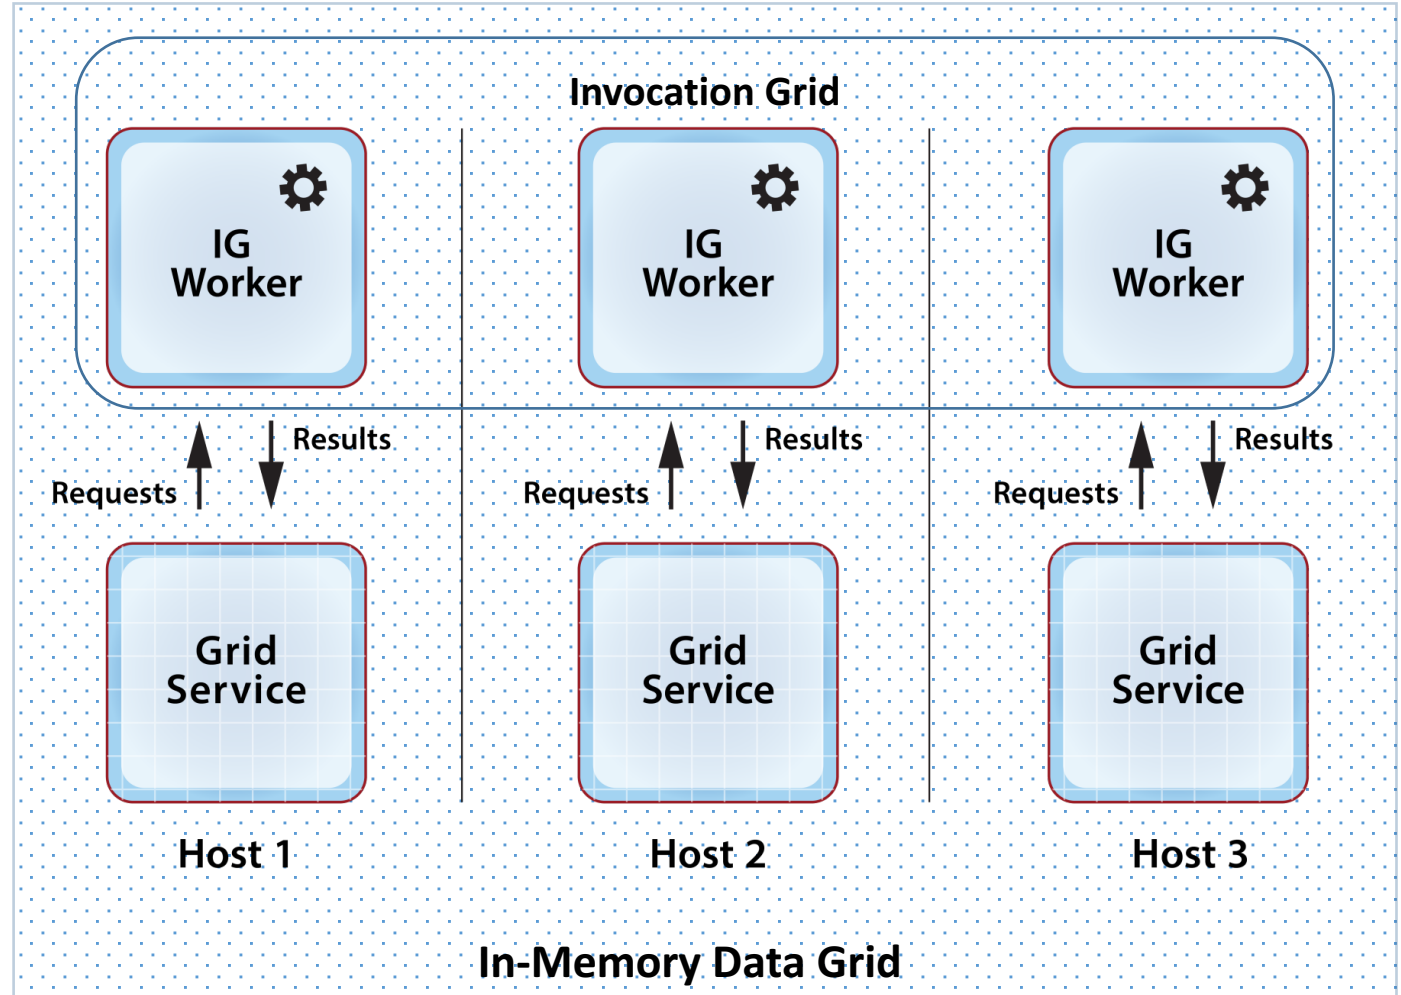 Invocation Grid
IG
Worker
IG
Worker
IG
Worker
Requests
Results
Requests
Results
Requests
Results
Grid
Service
Grid
Service
Grid
Service
Host 1
Host 2
Host 3
In-Memory Data Grid